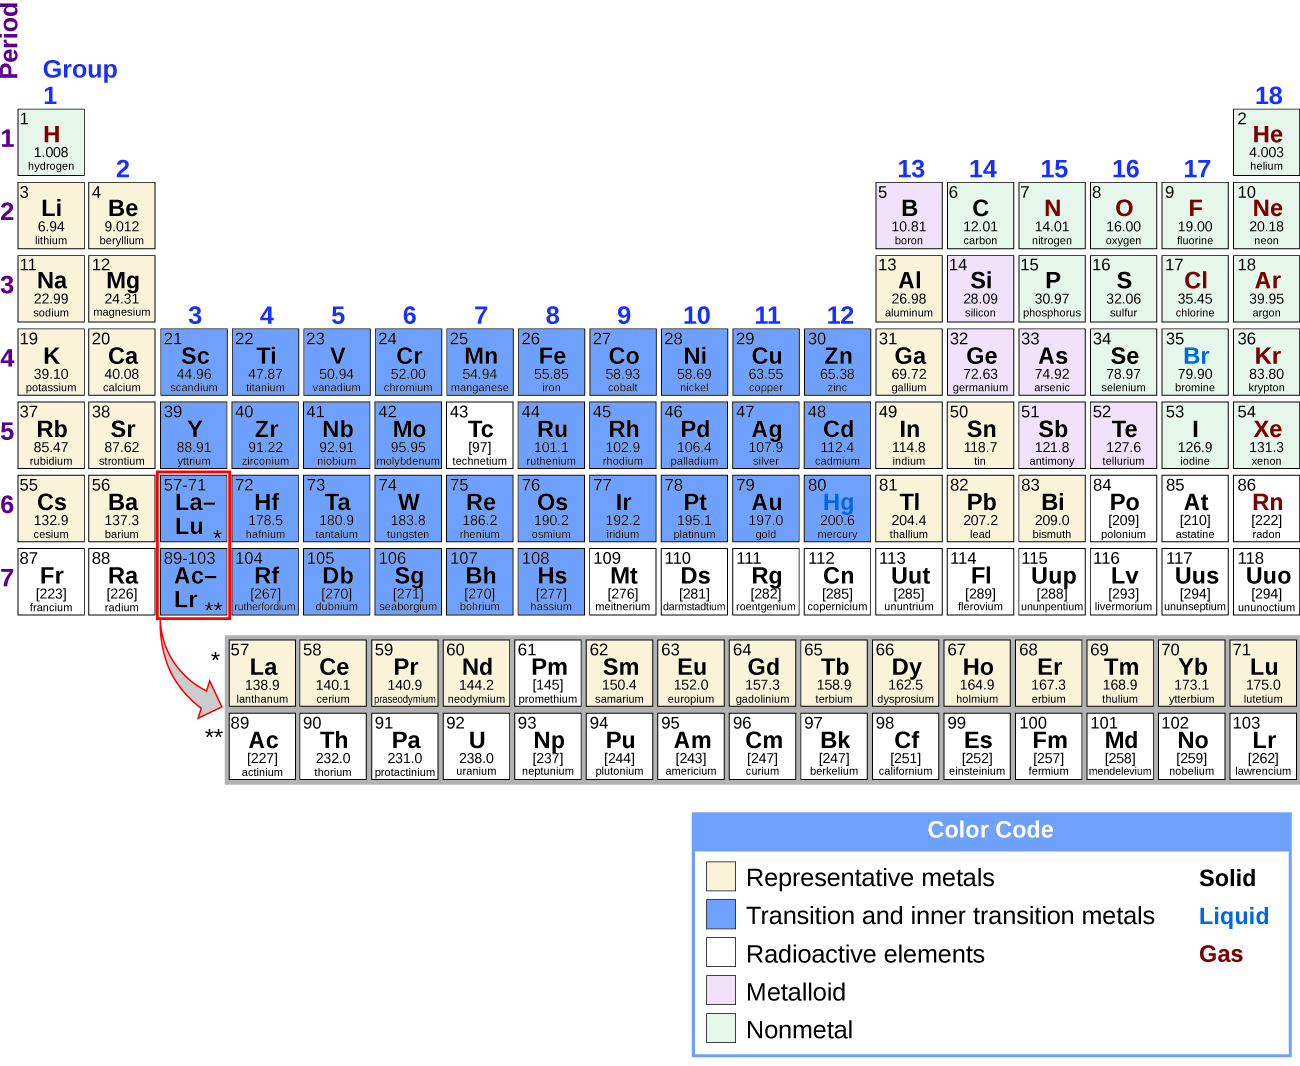 Period
Group
1
18
1
1
H
1.008
hydrogen
2
He
4.003
helium
2
13
14
15
16
17
2
3
Li
6.94
lithium
4
Be
9.012
beryllium
5
B
10.81
boron
6
C
12.01
carbon
7
N
14.01
nitrogen
8
O
16.00
oxygen
9
F
19.00
fluorine
10
Ne
20.18
neon
3
11
Na
22.99
sodium
12
Mg
24.31
magnesium
13
Al
26.98
aluminum
14
Si
28.09
silicon
15
P
30.97
phosphorus
16
S
32.06
sulfur
17
Cl
35.45
chlorine
18
Ar
39.95
argon
3
4
5
6
7
8
9
10
11
12
4
19
K
39.10
potassium
20
Ca
40.08
calcium
21
Sc
44.96
scandium
22
Ti
47.87
titanium
23
V
50.94
vanadium
24
Cr
52.00
chromium
25
Mn
54.94
manganese
26
Fe
55.85
iron
27
Co
58.93
cobalt
28
Ni
58.69
nickel
29
Cu
63.55
copper
30
Zn
65.38
zinc
31
Ga
69.72
gallium
32
Ge
72.63
germanium
33
As
74.92
arsenic
34
Se
78.97
selenium
35
Br
79.90
bromine
36
Kr
83.80
krypton
5
37
Rb
85.47
rubidium
38
Sr
87.62
strontium
39
Y
88.91
yttrium
40
Zr
91.22
zirconium
41
Nb
92.91
niobium
42
Mo
95.95
molybdenum
43
Tc
[97]
technetium
44
Ru
101.1
ruthenium
45
Rh
102.9
rhodium
46
Pd
106.4
palladium
47
Ag
107.9
silver
48
Cd
112.4
cadmium
49
In
114.8
indium
50
Sn
118.7
tin
51
Sb
121.8
antimony
52
Te
127.6
tellurium
53
I
126.9
iodine
54
Xe
131.3
xenon
6
55
Cs
132.9
cesium
56
Ba
137.3
barium
57-71
La–
Lu *
72
Hf
178.5
hafnium
73
Ta
180.9
tantalum
74
W
183.8
tungsten
75
Re
186.2
rhenium
76
Os
190.2
osmium
77
Ir
192.2
iridium
78
Pt
195.1
platinum
79
Au
197.0
gold
80
Hg
200.6
mercury
81
Tl
204.4
thallium
82
Pb
207.2
lead
83
Bi
209.0
bismuth
84
Po
[209]
polonium
85
At
[210]
astatine
86
Rn
[222]
radon
7
87
Fr
[223]
francium
88
Ra
[226]
radium
89-103
Ac–
Lr **
104
Rf
[267]
rutherfordium
105
Db
[270]
dubnium
106
Sg
[271]
seaborgium
107
Bh
[270]
bohrium
108
Hs
[277]
hassium
109
Mt
[276]
meitnerium
110
Ds
[281]
darmstadtium
111
Rg
[282]
roentgenium
112
Cn
[285]
copernicium
113
Uut
[285]
ununtrium
114
Fl
[289]
flerovium
115
Uup
[288]
ununpentium
116
Lv
[293]
livermorium
117
Uus
[294]
ununseptium
118
Uuo
[294]
ununoctium
*
57
La
138.9
lanthanum
58
Ce
140.1
cerium
59
Pr
140.9
praseodymium
60
Nd
144.2
neodymium
61
Pm
[145]
promethium
62
Sm
150.4
samarium
63
Eu
152.0
europium
64
Gd
157.3
gadolinium
65
Tb
158.9
terbium
66
Dy
162.5
dysprosium
67
Ho
164.9
holmium
68
Er
167.3
erbium
69
Tm
168.9
thulium
70
Yb
173.1
ytterbium
71
Lu
175.0
lutetium
**
89
Ac
[227]
actinium
90
Th
232.0
thorium
91
Pa
231.0
protactinium
92
U
238.0
uranium
93
Np
[237]
neptunium
94
Pu
[244]
plutonium
95
Am
[243]
americium
96
Cm
[247]
curium
97
Bk
[247]
berkelium
98
Cf
[251]
californium
99
Es
[252]
einsteinium
100
Fm
[257]
fermium
101
Md
[258]
mendelevium
102
No
[259]
nobelium
103
Lr
[262]
lawrencium
Color Code
Representative metals Solid
Transition and inner transition metals Liquid
Radioactive elements Gas
Metalloid
Nonmetal